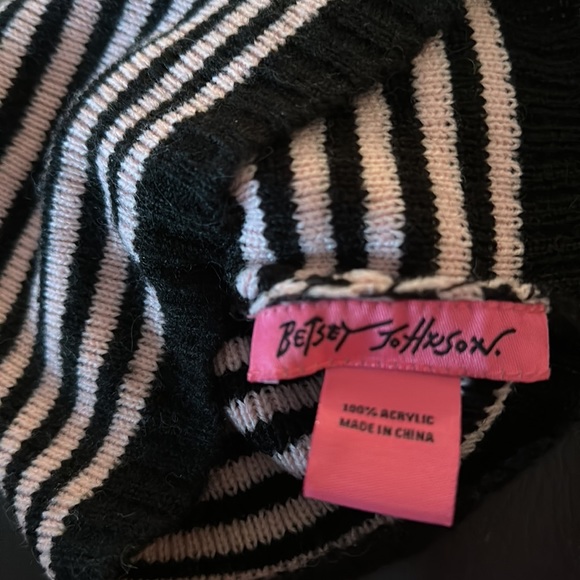 BETSEY JOHNSON.
100% ACRYLIC
MADE IN CHINA